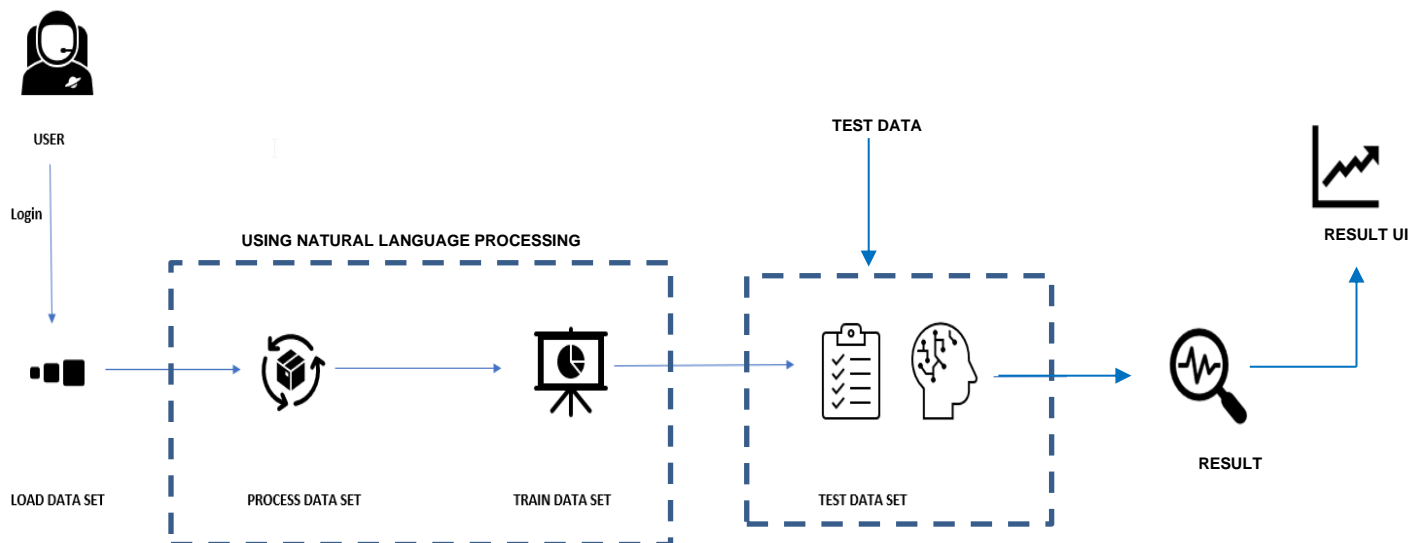 USER
TEST DATA
Login
RESULT UI
USING NATURAL LANGUAGE PROCESSING
RESULT
LOAD DATA SET
PROCESS DATA SET
TRAIN DATA SET
TEST DATA SET